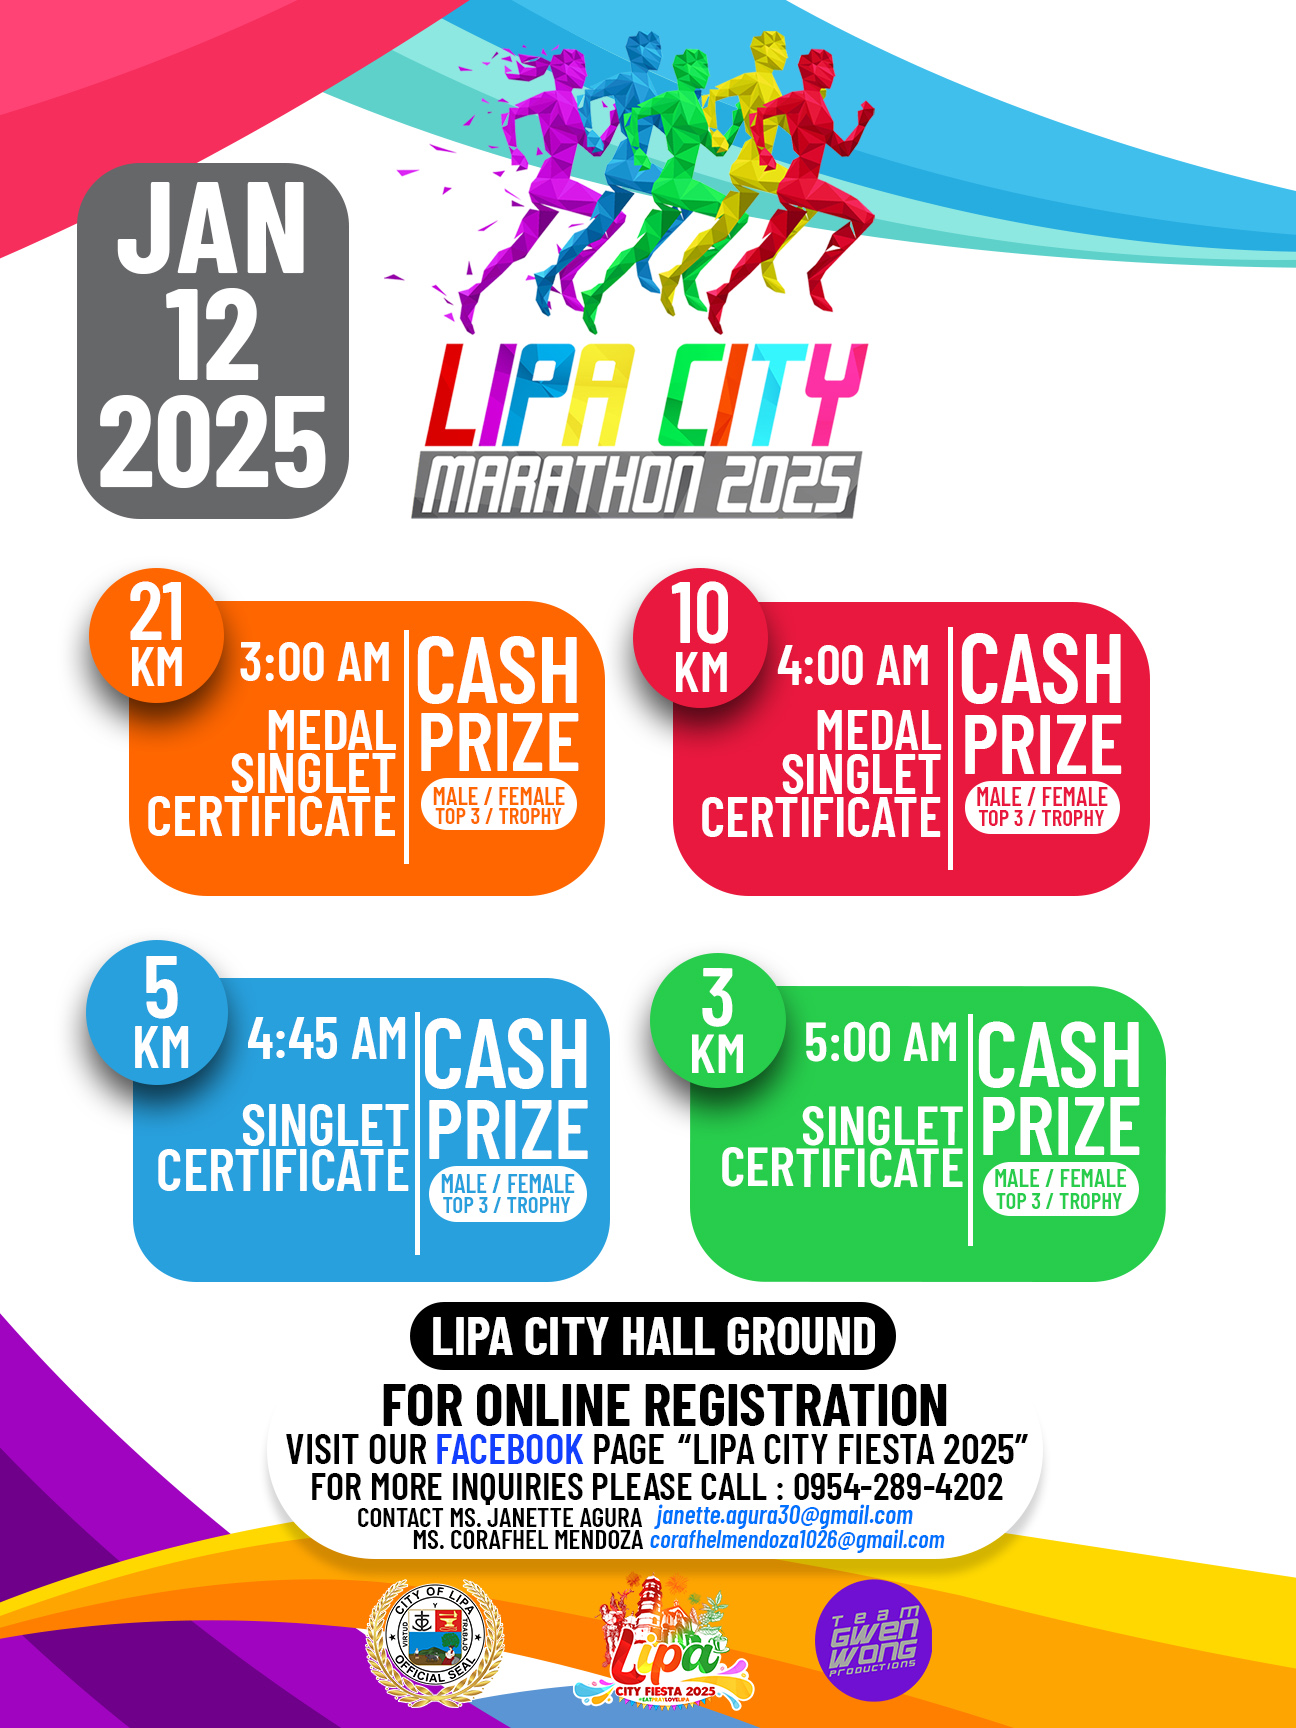 JAN
12
2025
LIPA CITY
MARATHON 2025
21
KM
3:00 AM
MEDAL
SINGLET
CERTIFICATE
CASH
PRIZE
MALE / FEMALE
TOP 3 / TROPHY
10
KM
4:00 AM
MEDAL
SINGLET
CERTIFICATE
CASH
PRIZE
MALE / FEMALE
TOP 3 / TROPHY
5
KM
4:45 AM
SINGLET
CERTIFICATE
CASH
PRIZE
MALE / FEMALE
TOP 3 / TROPHY
3
KM
5:00 AM
SINGLET
CERTIFICATE
CASH
PRIZE
MALE / FEMALE
TOP 3 / TROPHY
LIPA CITY HALL GROUND
FOR ONLINE REGISTRATION
VISIT OUR FACEBOOK PAGE “LIPA CITY FIESTA 2025”
FOR MORE INQUIRIES PLEASE CALL : 0954-289-4202
CONTACT MS. JANETTE AGURA janette.agura30@gmail.com
MS. CORAFHEL MENDOZA corafhelmendoza1026@gmail.com
CITY OF LIPA
VIRTUD Y TRABAJO
OFFICIAL SEAL
Lipa
CITY FIESTA 2025
#EATPRAYLOVELIPA
TEAM
GWEN
WONG
PRODUCTIONS